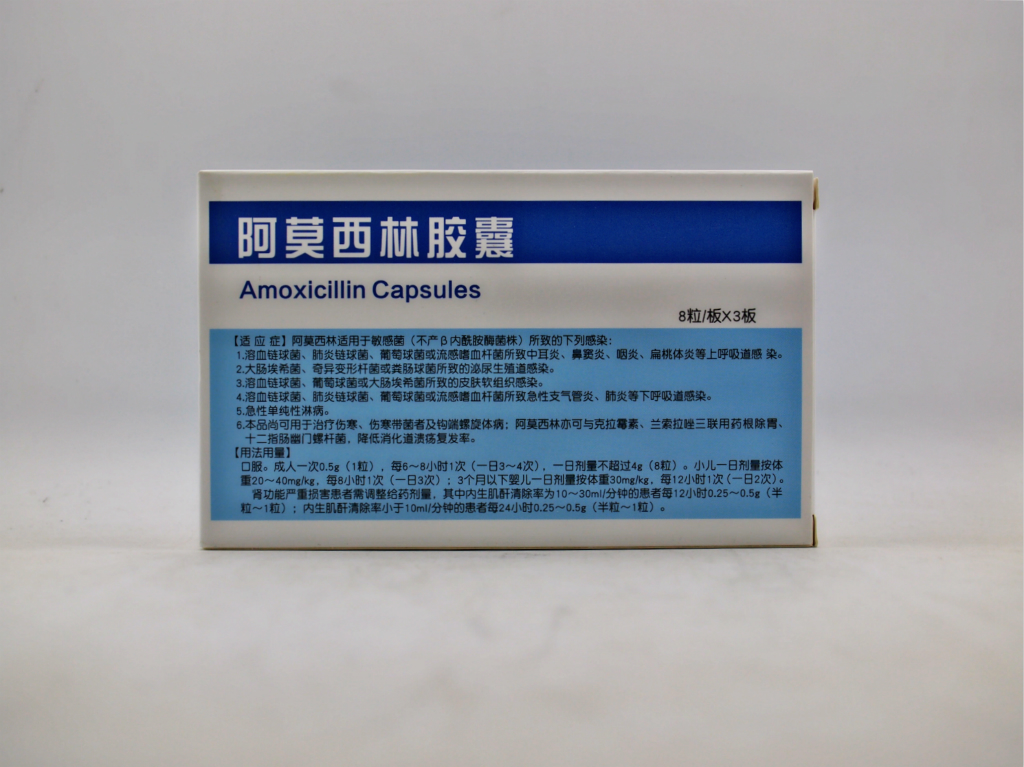 阿莫西林胶囊
Amoxicillin Capsules
8粒/板X3板
【适 应 症】阿莫西林适用于敏感菌（不产β内酰胺酶菌株）所致的下列感染：
1.溶血链球菌、肺炎链球菌、葡萄球菌或流感嗜血杆菌所致中耳炎、鼻窦炎、咽炎、扁桃体炎等上呼吸道感 染。
2.大肠埃希菌、奇异变形杆菌或粪肠球菌所致的泌尿生殖道感染。
3.溶血链球菌、葡萄球菌或大肠埃希菌所致的皮肤软组织感染。
4.溶血链球菌、肺炎链球菌、葡萄球菌或流感嗜血杆菌所致急性支气管炎、肺炎等下呼吸道感染。
5.急性单纯性淋病。
6.本品尚可用于治疗伤寒、伤寒带菌者及钩端螺旋体病；阿莫西林亦可与克拉霉素、兰索拉唑三联用药根除胃、
十二指肠幽门螺杆菌，降低消化道溃疡复发率。
【用法用量】
口服。成人一次0.5g（1粒），每6～8小时1次（一日3～4次），一日剂量不超过4g（8粒）。小儿一日剂量按体
重20～40mg/kg，每8小时1次（一日3次）；3个月以下婴儿一日剂量按体重30mg/kg，每12小时1次（一日2次）。
肾功能严重损害患者需调整给药剂量，其中内生肌酐清除率为10～30ml/分钟的患者每12小时0.25～0.5g（半
粒～1粒）；内生肌酐清除率小于10ml/分钟的患者每24小时0.25～0.5g（半粒～1粒）。